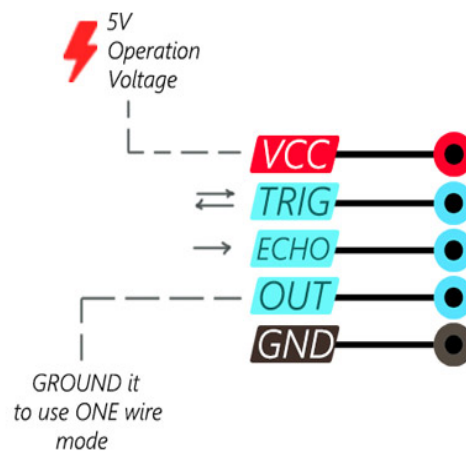 5V
Operation
Voltage
VCC
TRIG
ECHO
OUT
GND
GROUND it
to use ONE wire
mode